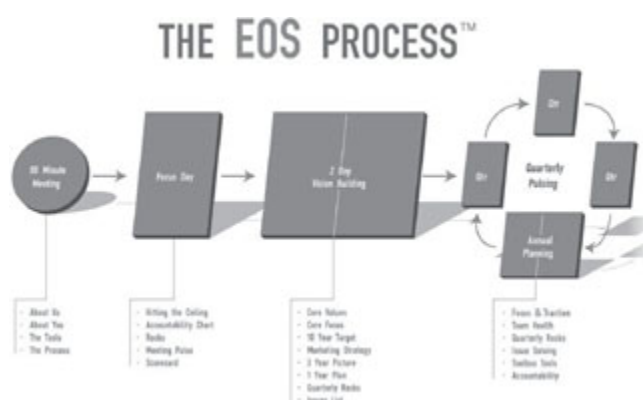 THE EOS PROCESS™
90 Minute
Meeting
Focus Day
2 Day
Vision Building
Qtr
Qtr
Quarterly
Pulsing
Qtr
Annual
Planning
· About Us
· About You
· The Tools
· The Process
· Hitting the Ceiling
· Accountability Chart
· Rocks
· Meeting Pulse
· Scorecard
· Core Values
· Core Focus
· 10 Year Target
· Marketing Strategy
· 3 Year Picture
· 1 Year Plan
· Quarterly Rocks
· Issues List
· Focus & Traction
· Team Health
· Quarterly Rocks
· Issue Solving
· Toolbox Tools
· Accountability